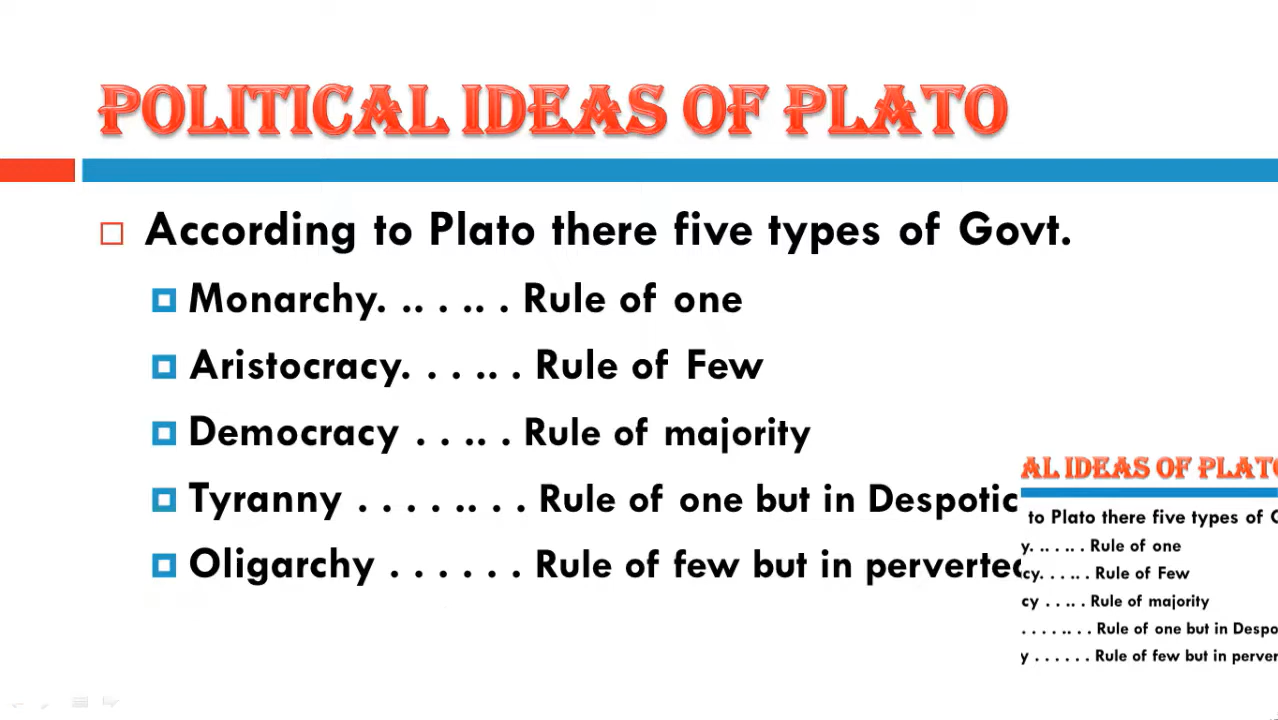 POLITICAL IDEAS OF PLATO
According to Plato there five types of Govt.
Monarchy. .. . .. . Rule of one
Aristocracy. . . .. . Rule of Few
Democracy . . .. . Rule of majority
Tyranny . . . . .. . . Rule of one but in Despotic
Oligarchy . . . . . . Rule of few but in perverted
AL IDEAS OF PLATO
to Plato there five types of G
y. .. . .. . Rule of one
cy. . . .. . Rule of Few
cy . . .. . Rule of majority
. . . . .. . . Rule of one but in Despo
y . . . . . . Rule of few but in perver